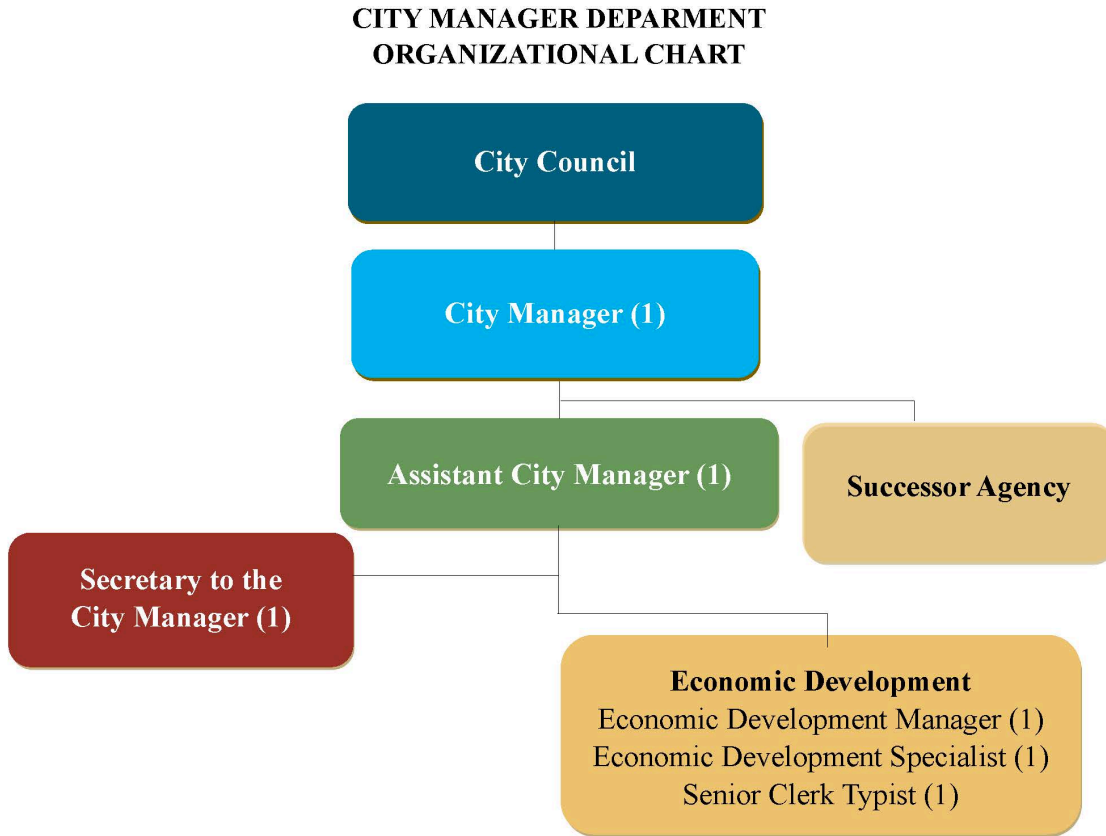 CITY MANAGER DEPARMENT
ORGANIZATIONAL CHART
City Council
City Manager (1)
Assistant City Manager (1)
Successor Agency
Secretary to the
City Manager (1)
Economic Development
Economic Development Manager (1)
Economic Development Specialist (1)
Senior Clerk Typist (1)